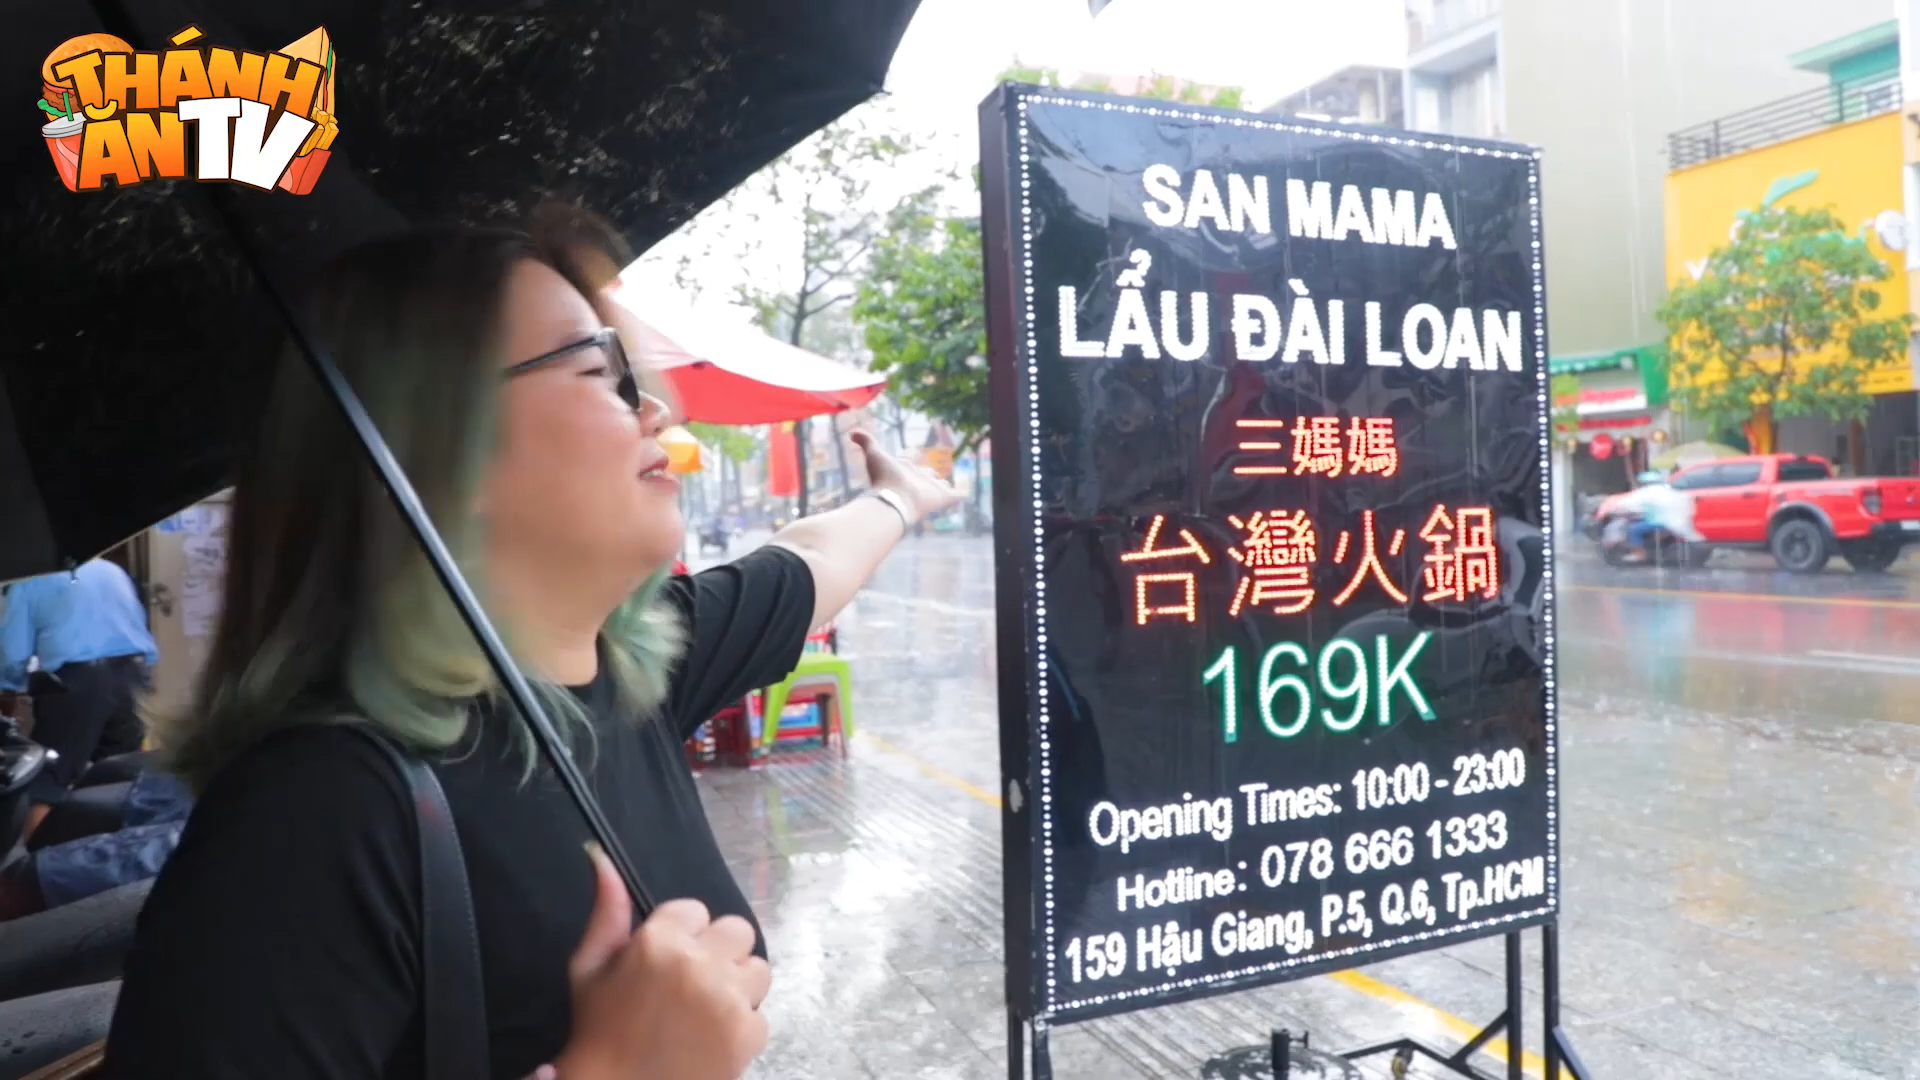 THÁNH
ĂN TV
SAN MAMA
LẨU ĐÀI LOAN
三媽媽
台灣火鍋
169K
Opening Times: 10:00 - 23:00
Hotline: 078 666 1333
159 Hậu Giang, P.5, Q.6, Tp.HCM